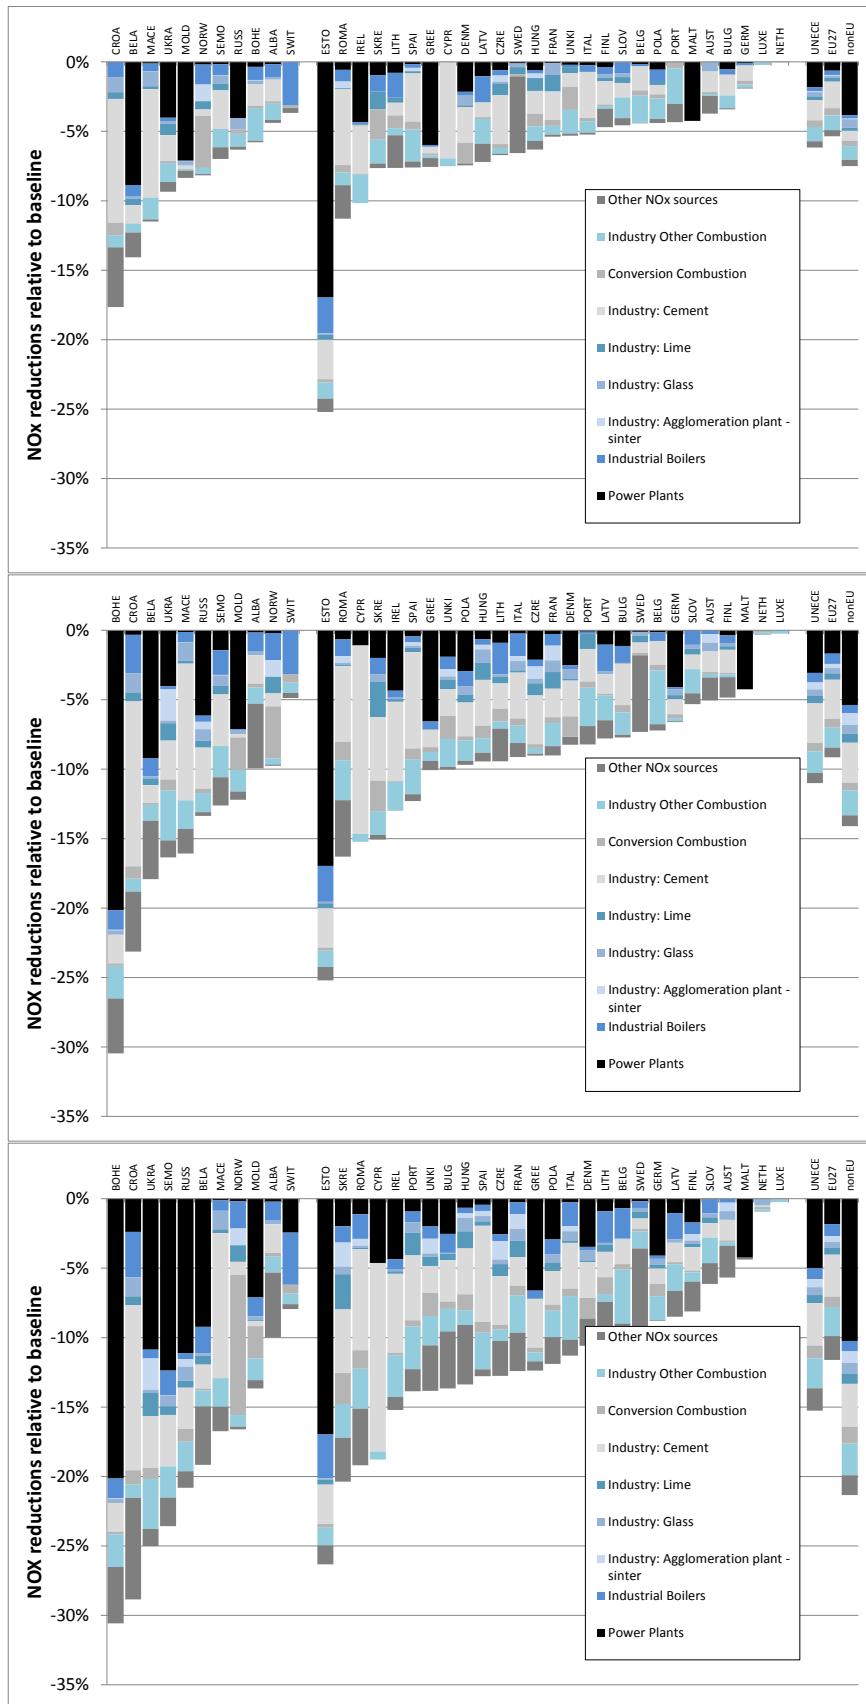 NOx reductions relative to baseline
CROA BELA MACE UKRA MOLD NORW SEMO RUSS BOHE ALBA SWIT ESTO ROMA IREL SKRE LITH SPAI GREE CYPR DENM LATV CZRE SWED HUNG FRAN UNKI ITAL FINL SLOV BELG POLA PORT MALT AUST BULG GERM LUXE NETH UNECE EU27 nonEU
0%
-5%
-10%
-15%
-20%
-25%
-30%
-35%
Other NOx sources
Industry Other Combustion
Conversion Combustion
Industry: Cement
Industry: Lime
Industry: Glass
Industry: Agglomeration plant -
sinter
Industrial Boilers
Power Plants
NOX reductions relative to baseline
BOHE CROA BELA UKRA MACE RUSS SEMO MOLD ALBA NORW SWIT ESTO ROMA CYPR SKRE IREL SPAI GREE UNKI POLA HUNG LITH ITAL CZRE FRAN DENM PORT LATV BULG SWED BELG GERM SLOV AUST FINL MALT NETH LUXE UNECE EU27 nonEU
0%
-5%
-10%
-15%
-20%
-25%
-30%
-35%
Other NOx sources
Industry Other Combustion
Conversion Combustion
Industry: Cement
Industry: Lime
Industry: Glass
Industry: Agglomeration plant -
sinter
Industrial Boilers
Power Plants
NOX reductions relative to baseline
BOHE CROA UKRA SEMO RUSS BELA MACE NORW MOLD ALBA SWIT ESTO SKRE ROMA CYPR IREL PORT UNKI BULG HUNG SPAI CZRE FRAN GREE POLA ITAL DENM LITH BELG SWED GERM LATV FINL SLOV AUST MALT NETH LUXE UNECE EU27 nonEU
0%
-5%
-10%
-15%
-20%
-25%
-30%
-35%
Other NOx sources
Industry Other Combustion
Conversion Combustion
Industry: Cement
Industry: Lime
Industry: Glass
Industry: Agglomeration plant -
sinter
Industrial Boilers
Power Plants